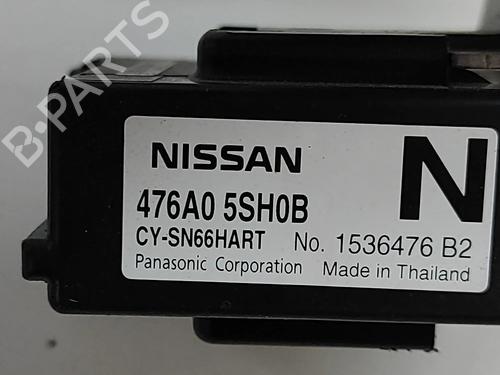 B-PARTS
NISSAN
N
476A0 5SH0B
CY-SN66HART No. 1536476 B2
Panasonic Corporation Made in Thailand